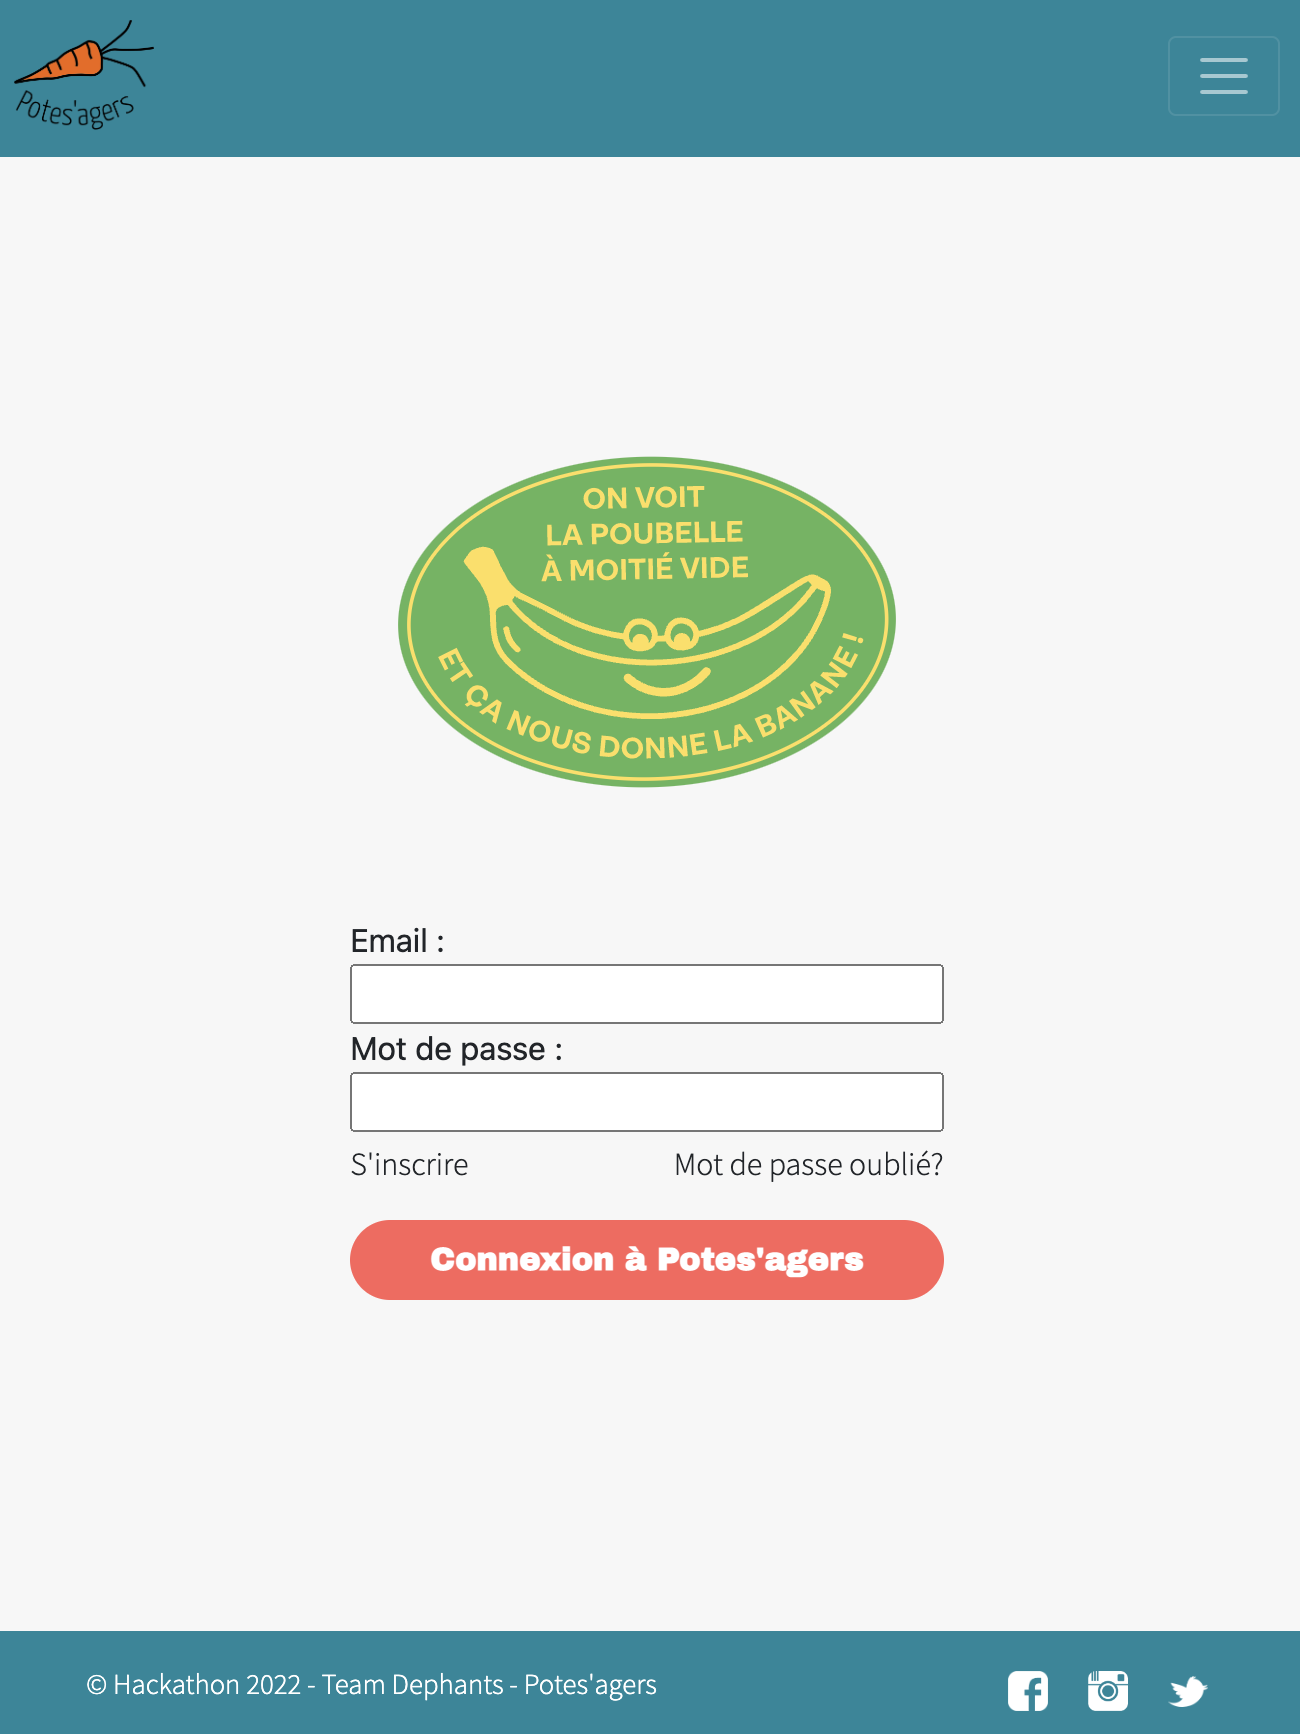 Potes'agers
ON VOIT
LA POUBELLE
À MOITIÉ VIDE
ET ÇA NOUS DONNE LA BANANE !
Email :
Mot de passe :
S'inscrire Mot de passe oublié?
Connexion à Potes'agers
© Hackathon 2022 - Team Dephants - Potes'agers